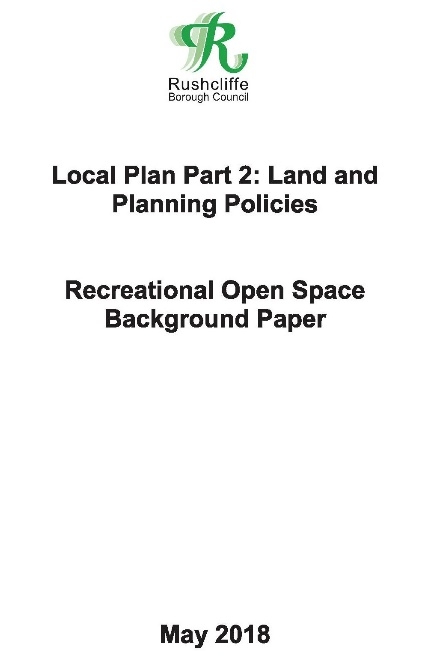 Rushcliffe
Borough Council
Local Plan Part 2: Land and
Planning Policies
Recreational Open Space
Background Paper
May 2018